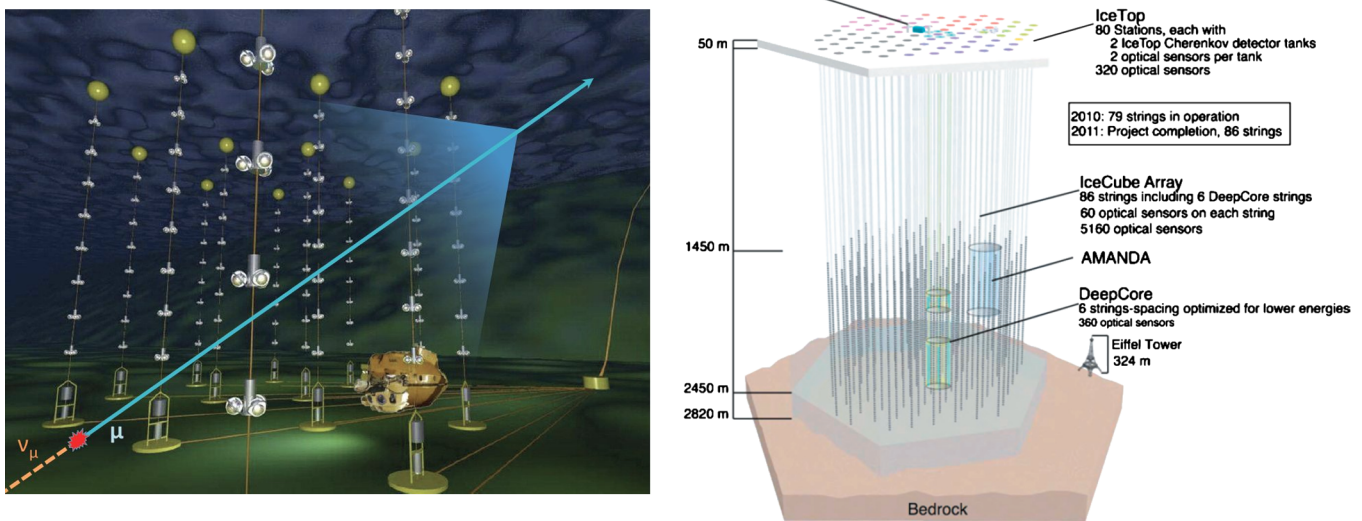 ν μ
μ
50 m
1450 m
2450 m
2820 m
IceTop
80 Stations, each with
2 IceTop Cherenkov detector tanks
2 optical sensors per tank
320 optical sensors
2010: 79 strings in operation
2011: Project completion, 86 strings
IceCube Array
86 strings including 6 DeepCore strings
60 optical sensors on each string
5160 optical sensors
AMANDA
DeepCore
6 strings-spacing optimized for lower energies
360 optical sensors
Eiffel Tower
324 m
Bedrock